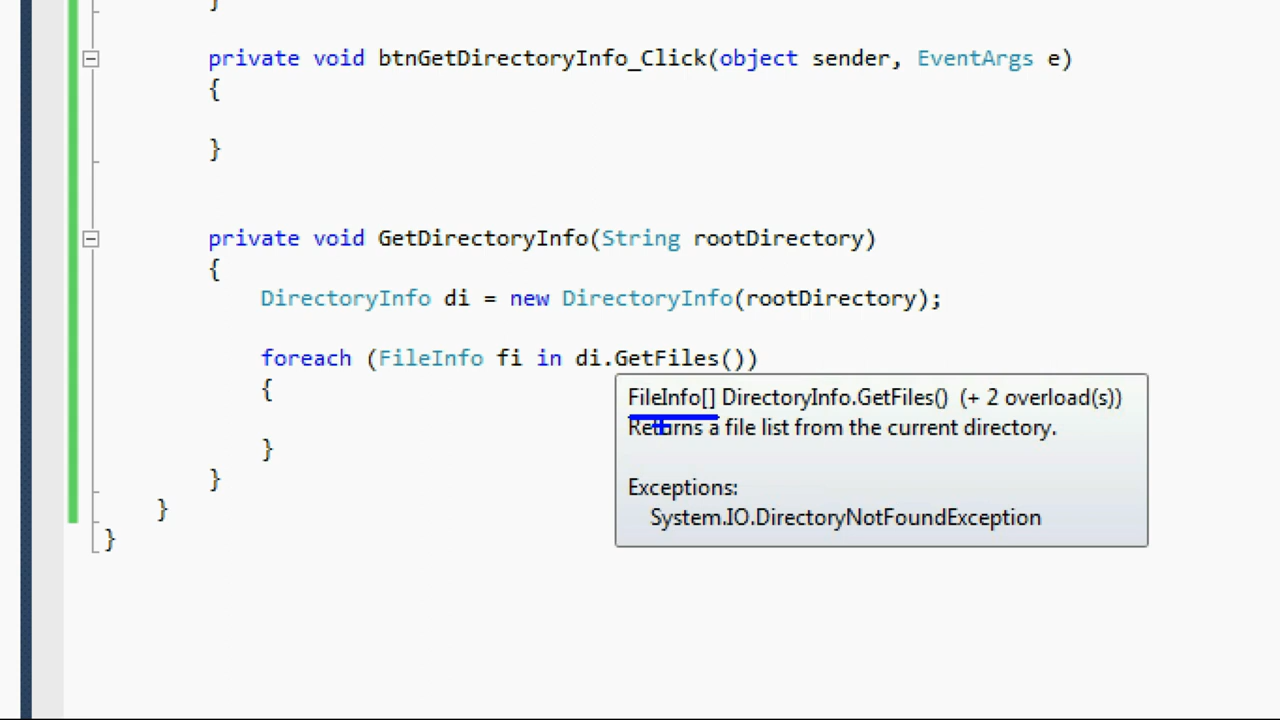 }
private void btnGetDirectoryInfo_Click(object sender, EventArgs e)
{
}
private void GetDirectoryInfo(String rootDirectory)
{
DirectoryInfo di = new DirectoryInfo(rootDirectory);
foreach (FileInfo fi in di.GetFiles())
{
FileInfo[] DirectoryInfo.GetFiles() (+ 2 overload(s))
Returns a file list from the current directory.
Exceptions:
System.IO.DirectoryNotFoundException
}
}
}
}